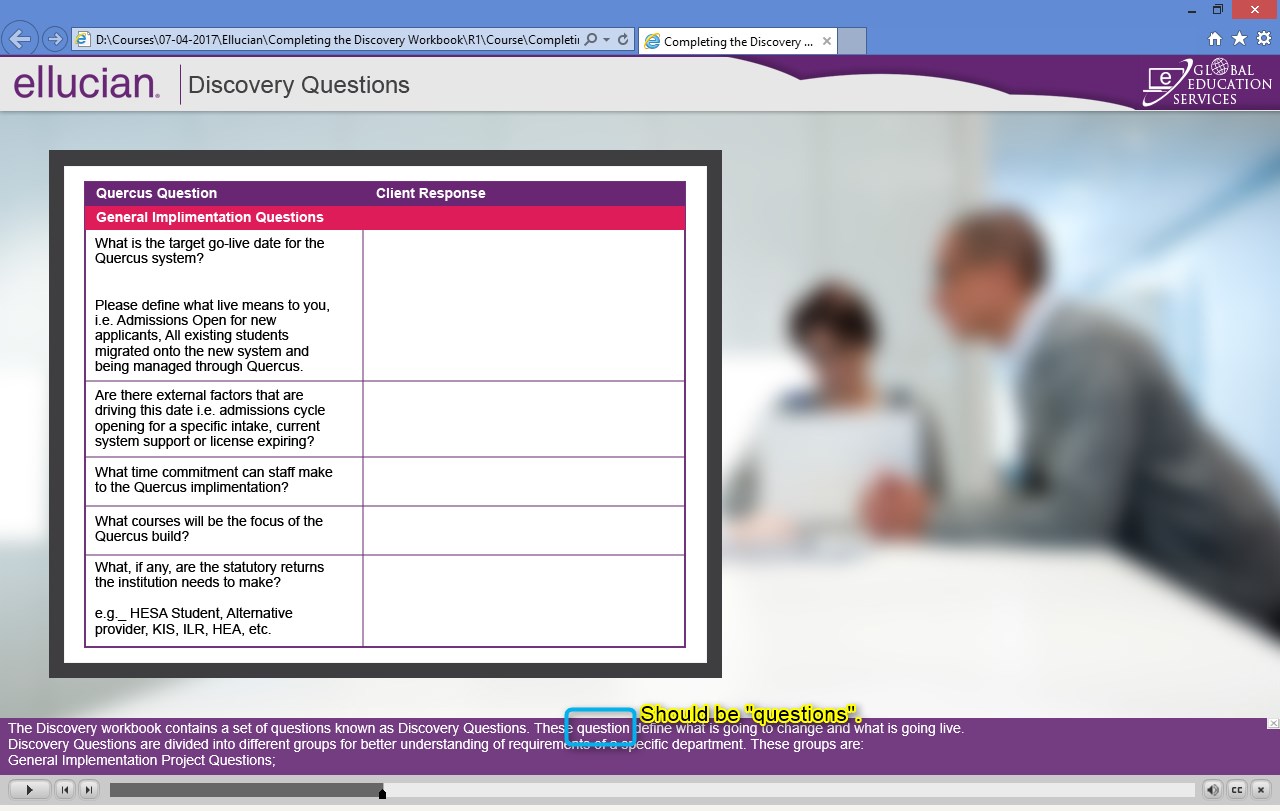 D:\Courses\07-04-2017\Ellucian\Completing the Discovery Workbook\R1\Course\Completin
Completing the Discovery ...
ellucian.
Discovery Questions
GLOBAL
EDUCATION
SERVICES
Quercus Question Client Response
General Implimentation Questions
What is the target go-live date for the
Quercus system?
Please define what live means to you,
i.e. Admissions Open for new
applicants, All existing students
migrated onto the new system and
being managed through Quercus.
Are there external factors that are
driving this date i.e. admissions cycle
opening for a specific intake, current
system support or license expiring?
What time commitment can staff make
to the Quercus implimentation?
What courses will be the focus of the
Quercus build?
What, if any, are the statutory returns
the institution needs to make?
e.g._ HESA Student, Alternative
provider, KIS, ILR, HEA, etc.
Should be "questions".
The Discovery workbook contains a set of questions known as Discovery Questions. These question define what is going to change and what is going live.
Discovery Questions are divided into different groups for better understanding of requirements of a specific department. These groups are:
General Implementation Project Questions;
CC